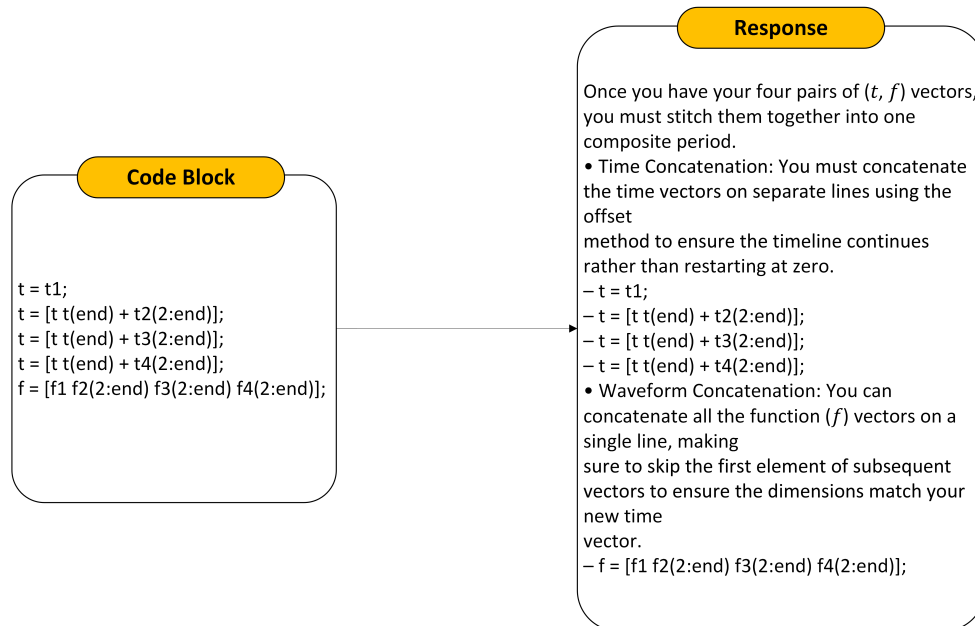 Code Block
t = t1;
t = [t t(end) + t2(2:end)];
t = [t t(end) + t3(2:end)];
t = [t t(end) + t4(2:end)];
f = [f1 f2(2:end) f3(2:end) f4(2:end)];
Response
Once you have your four pairs of (t, f) vectors,
you must stitch them together into one
composite period.
• Time Concatenation: You must concatenate
the time vectors on separate lines using the
offset
method to ensure the timeline continues
rather than restarting at zero.
– t = t1;
– t = [t t(end) + t2(2:end)];
– t = [t t(end) + t3(2:end)];
– t = [t t(end) + t4(2:end)];
• Waveform Concatenation: You can
concatenate all the function (f) vectors on a
single line, making
sure to skip the first element of subsequent
vectors to ensure the dimensions match your
new time
vector.
– f = [f1 f2(2:end) f3(2:end) f4(2:end)];